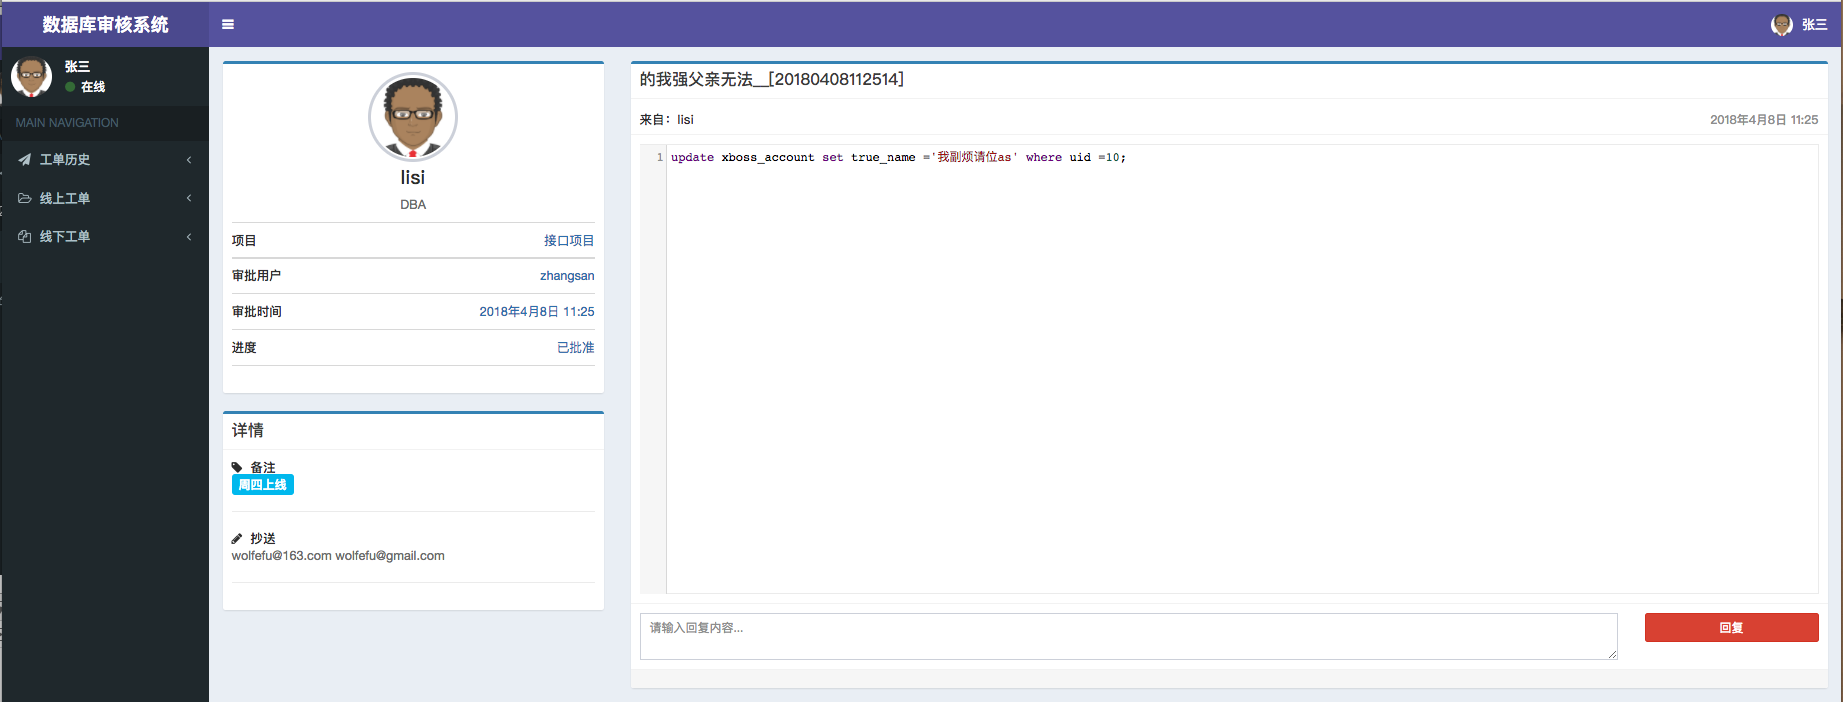 数据库审核系统
张三
张三
在线
MAIN NAVIGATION
工单历史
线上工单
线下工单
lisi
DBA
项目 接口项目
审批用户 zhangsan
审批时间 2018年4月8日 11:25
进度 已批准
详情
备注
周四上线
抄送
wolfefu@163.com wolfefu@gmail.com
的我强父亲无法__[20180408112514]
来自：lisi 2018年4月8日 11:25
1 update xboss_account set true_name ='我副烦请位as' where uid =10;
请输入回复内容...
回复